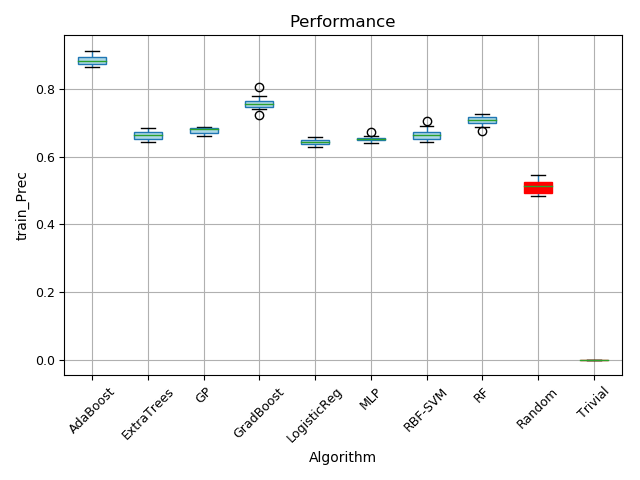 Performance
train_Prec
0.8
0.6
0.4
0.2
0.0
AdaBoost
ExtraTrees
GP
GradBoost
LogisticReg
MLP
RBF-SVM
RF
Random
Trivial
Algorithm